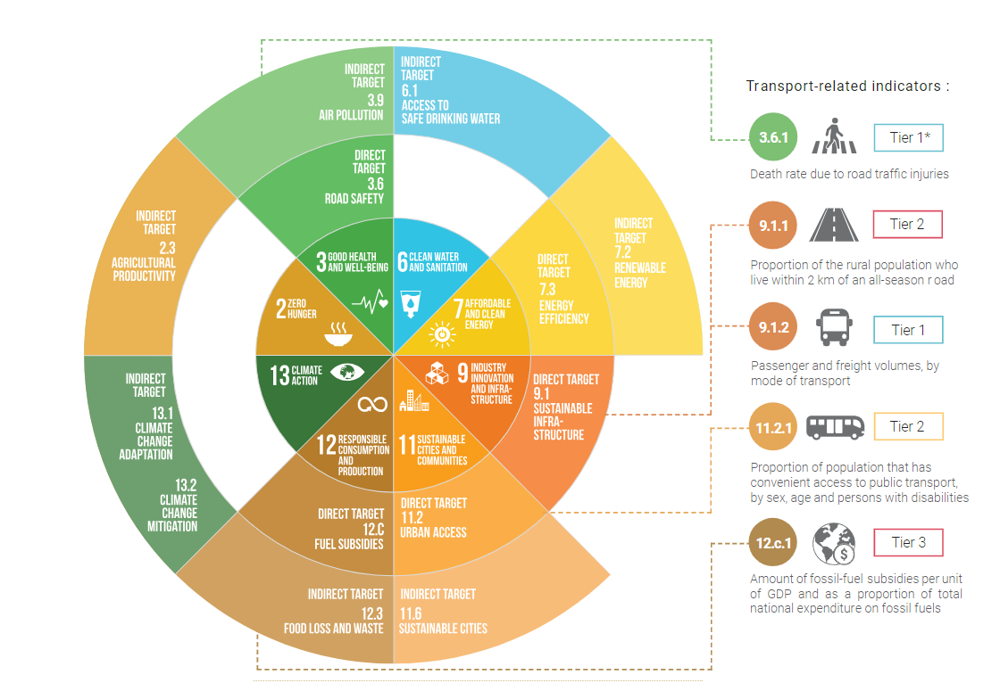 INDIRECT
TARGET
3.9
AIR POLLUTION
INDIRECT
TARGET
6.1
ACCESS TO
SAFE DRINKING WATER
DIRECT
TARGET
3.6
ROAD SAFETY
INDIRECT
TARGET
2.3
AGRICULTURAL
PRODUCTIVITY
INDIRECT
TARGET
7.2
RENEWABLE
ENERGY
DIRECT
TARGET
7.3
ENERGY
EFFICIENCY
3 GOOD HEALTH
AND WELL-BEING
6 CLEAN WATER
AND SANITATION
2 ZERO
HUNGER
7 AFFORDABLE
AND CLEAN
ENERGY
13 CLIMATE
ACTION
9 INDUSTRY
INNOVATION
AND INFRA-
STRUCTURE
12 RESPONSIBLE
CONSUMPTION
AND
PRODUCTION
11 SUSTAINABLE
CITIES AND
COMMUNITIES
DIRECT TARGET
9.1
SUSTAINABLE
INFRA-
STRUCTURE
INDIRECT
TARGET
13.1
CLIMATE
CHANGE
ADAPTATION
13.2
CLIMATE
CHANGE
MITIGATION
DIRECT TARGET
12.C
FUEL SUBSIDIES
DIRECT TARGET
11.2
URBAN ACCESS
INDIRECT TARGET
12.3
FOOD LOSS AND WASTE
INDIRECT TARGET
11.6
SUSTAINABLE CITIES
Transport-related indicators :
3.6.1
Tier 1*
Death rate due to road traffic injuries
9.1.1
Tier 2
Proportion of the rural population who
live within 2 km of an all-season r oad
9.1.2
Tier 1
Passenger and freight volumes, by
mode of transport
11.2.1
Tier 2
Proportion of population that has
convenient access to public transport,
by sex, age and persons with disabilities
12.c.1
$
Tier 3
Amount of fossil-fuel subsidies per unit
of GDP and as a proportion of total
national expenditure on fossil fuels